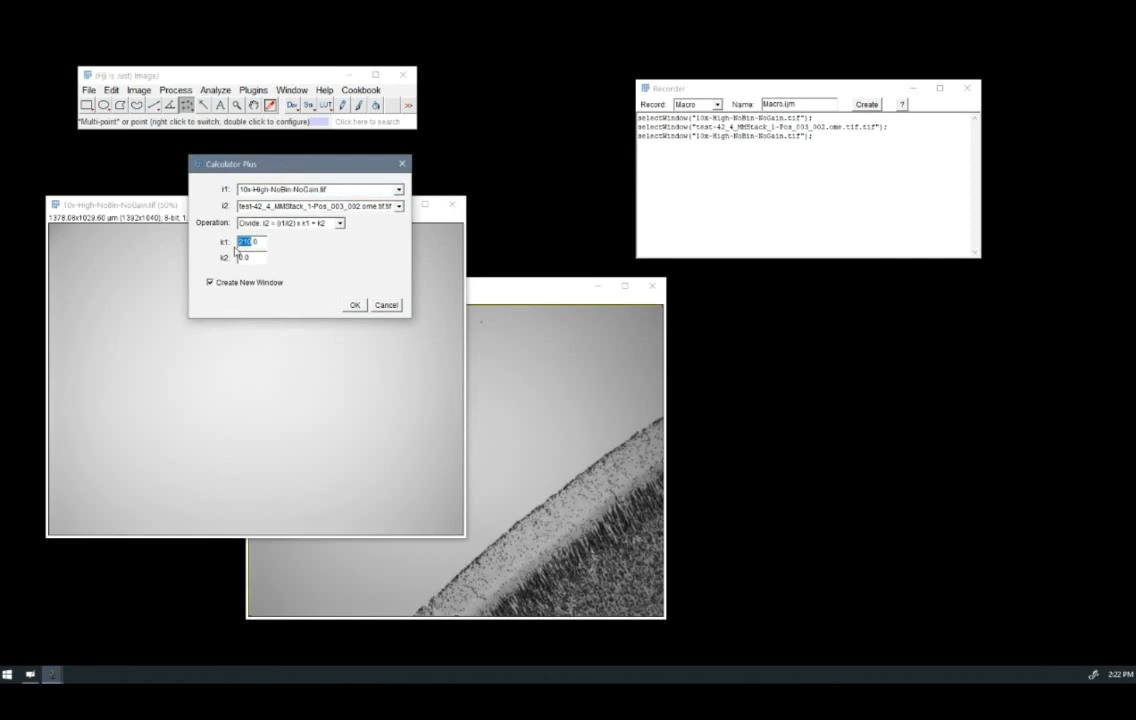 (Fiji Is Just) ImageJ
File Edit Image Process Analyze Plugins Window Help Cookbook
Dev Stk LUT >>
*Multi-point* or point (right click to switch; double click to configure)
Click here to search
Recorder
Record: Macro Name: Macro.ijm Create ?
selectWindow("10x-High-NoBin-NoGain.tif");
selectWindow("test-42_4_MMStack_1-Pos_003_002.ome.tif.tif");
selectWindow("10x-High-NoBin-NoGain.tif");
Calculator Plus
i1: 10x-High-NoBin-NoGain.tif
i2: test-42_4_MMStack_1-Pos_003_002.ome.tif.tif
Operation: Divide: i2 = (i1/i2) x k1 + k2
k1: 210.0
k2: 0.0
Create New Window
OK Cancel
10x-High-NoBin-NoGain.tif (50%)
1378.08x1029.60 µm (1392x1040); 8-bit; 1.
2:22 PM